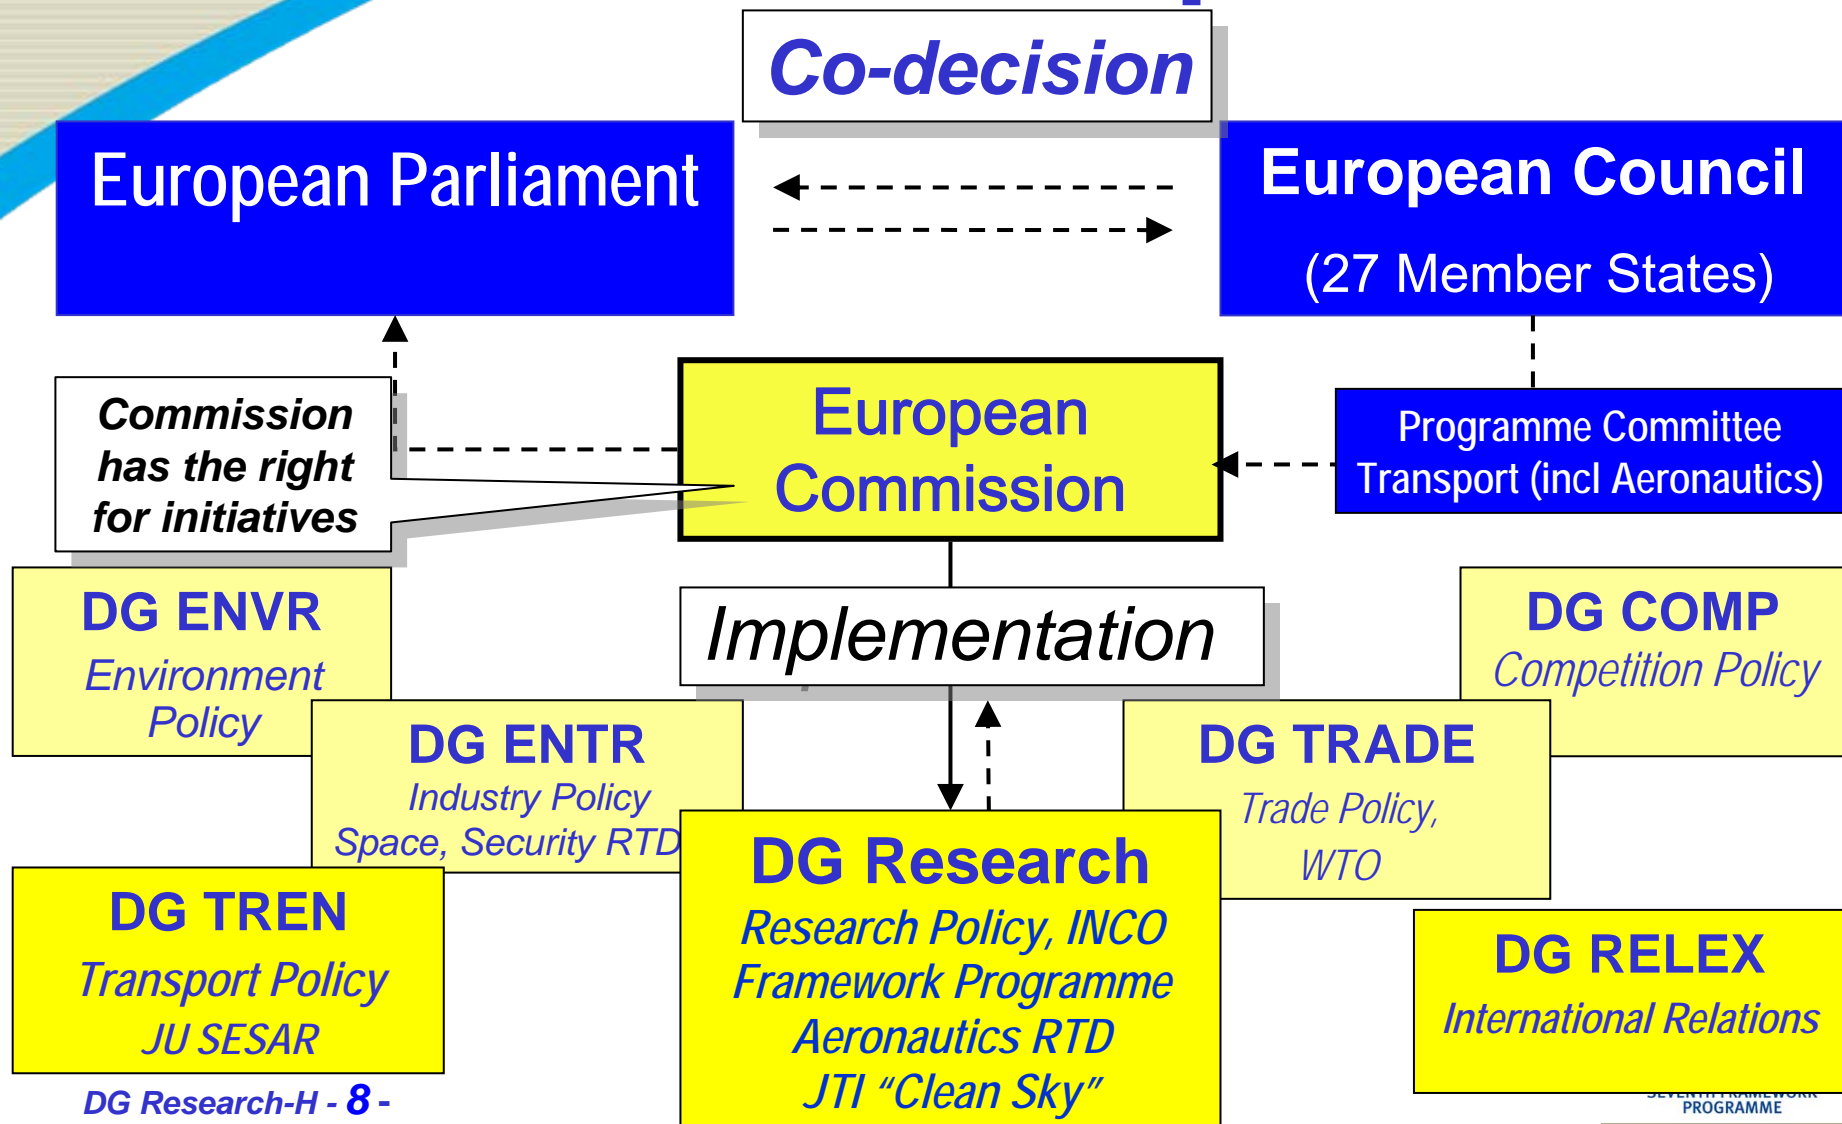 Co-decision
European Parliament
European Council
(27 Member States)
Commission
has the right
for initiatives
European
Commission
Programme Committee
Transport (incl Aeronautics)
Implementation
DG ENVR
Environment
Policy
DG COMP
Competition Policy
DG ENTR
Industry Policy
Space, Security RTD
DG TRADE
Trade Policy,
WTO
DG Research
Research Policy, INCO
Framework Programme
Aeronautics RTD
JTI “Clean Sky”
DG TREN
Transport Policy
JU SESAR
DG RELEX
International Relations
DG Research-H - 8 -
SEVENTH FRAMEWORK
PROGRAMME